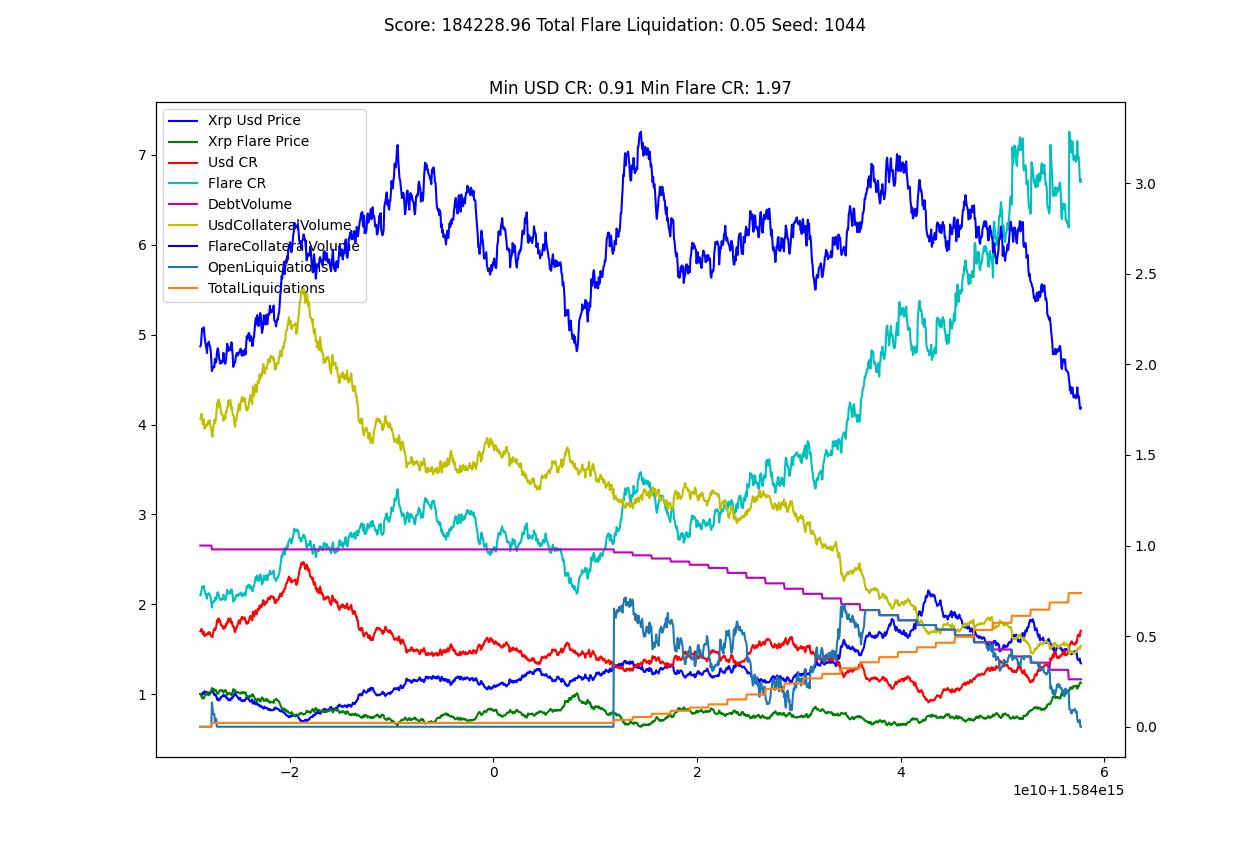 Score: 184228.96 Total Flare Liquidation: 0.05 Seed: 1044
Min USD CR: 0.91 Min Flare CR: 1.97
Xrp Usd Price
Xrp Flare Price
Usd CR
Flare CR
DebtVolume
UsdCollateralVolume
FlareCollateralVolume
OpenLiquidations
TotalLiquidations
7
6
5
4
3
2
1
3.0
2.5
2.0
1.5
1.0
0.5
0.0
−2 0 2 4 6
1e10+1.584e15